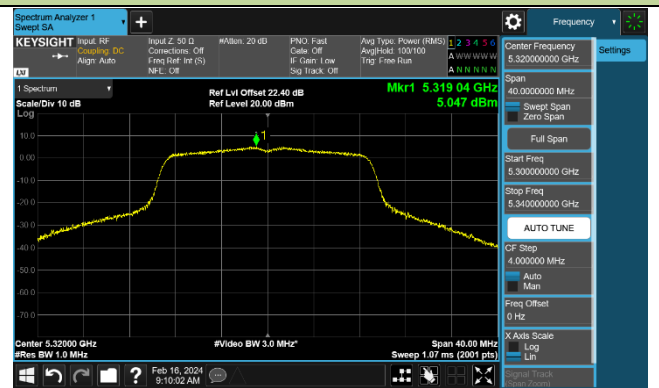 Spectrum Analyzer 1
Swept SA
Frequency
KEYSIGHT
Input: RF
Coupling: DC
Align: Auto
Input Z: 50 Ω
Corrections: Off
Freq Ref: Int (S)
NFE: Off
#Atten: 20 dB
PNO: Fast
Gate: Off
IF Gain: Low
Sig Track: Off
Avg Type: Power (RMS)
Avg|Hold: 100/100
Trig: Free Run
1 2 3 4 5 6
A W W W W W
A N N N N N
LXI
1 Spectrum
Scale/Div 10 dB
Log
Ref Lvl Offset 22.40 dB
Ref Level 20.00 dBm
Mkr1 5.319 04 GHz
5.047 dBm
1
10.0
0.00
-10.0
-20.0
-30.0
-40.0
-50.0
-60.0
-70.0
Center 5.32000 GHz
#Res BW 1.0 MHz
#Video BW 3.0 MHz*
Span 40.00 MHz
Sweep 1.07 ms (2001 pts)
Feb 16, 2024
9:10:02 AM
Center Frequency
5.320000000 GHz
Span
40.0000000 MHz
Swept Span
Zero Span
Full Span
Start Freq
5.300000000 GHz
Stop Freq
5.340000000 GHz
AUTO TUNE
CF Step
4.000000 MHz
Auto
Man
Freq Offset
0 Hz
X Axis Scale
Log
Lin
Signal Track
(Span Zoom)
Settings